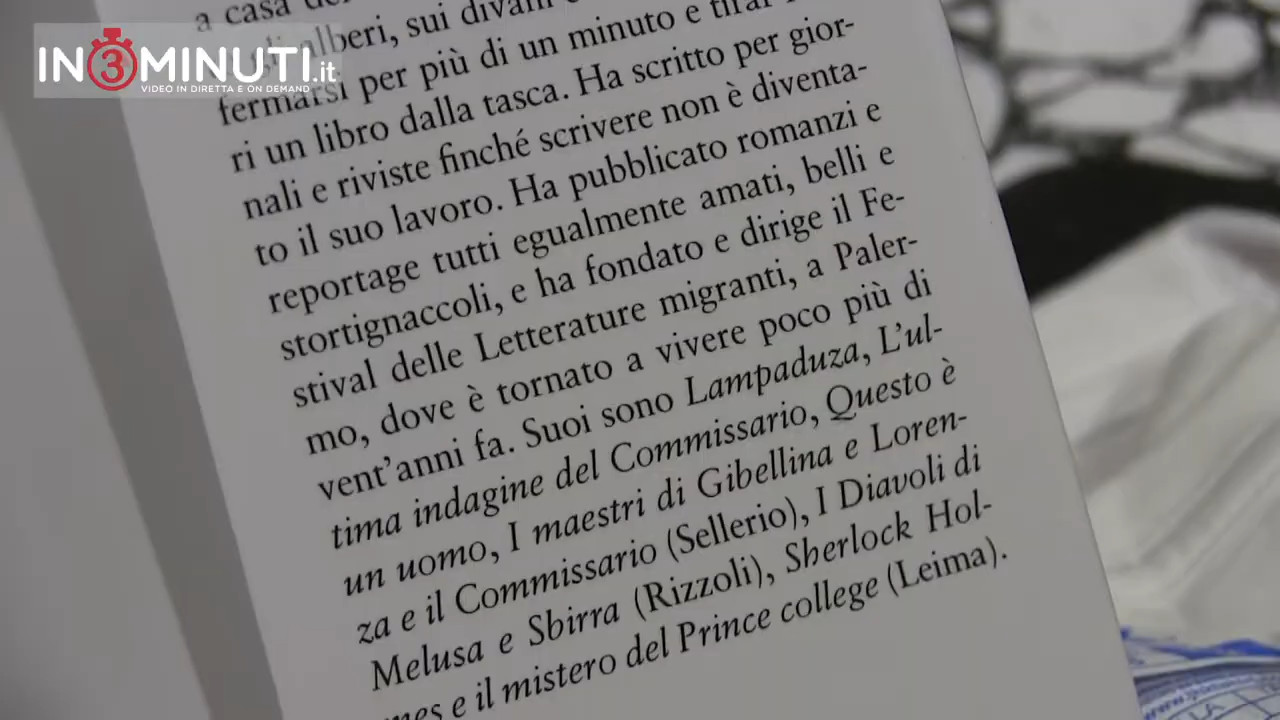 IN3MINUTI.it
VIDEO IN DIRETTA E ON DEMAND
a casa
alberi, sui divani
fermarsi per più di un minuto e
ri un libro dalla tasca. Ha scritto per gior-
nali e riviste finché scrivere non è diventa-
to il suo lavoro. Ha pubblicato romanzi e
reportage tutti egualmente amati, belli e
stortignaccoli, e ha fondato e dirige il Fe-
stival delle Letterature migranti, a Paler-
mo, dove è tornato a vivere poco più di
vent'anni fa. Suoi sono Lampaduza, L'ul-
tima indagine del Commissario, Questo è
un uomo, I maestri di Gibellina e Loren-
za e il Commissario (Sellerio), I Diavoli di
Melusa e Sbirra (Rizzoli), Sherlock Hol-
mes e il mistero del Prince college (Leima).